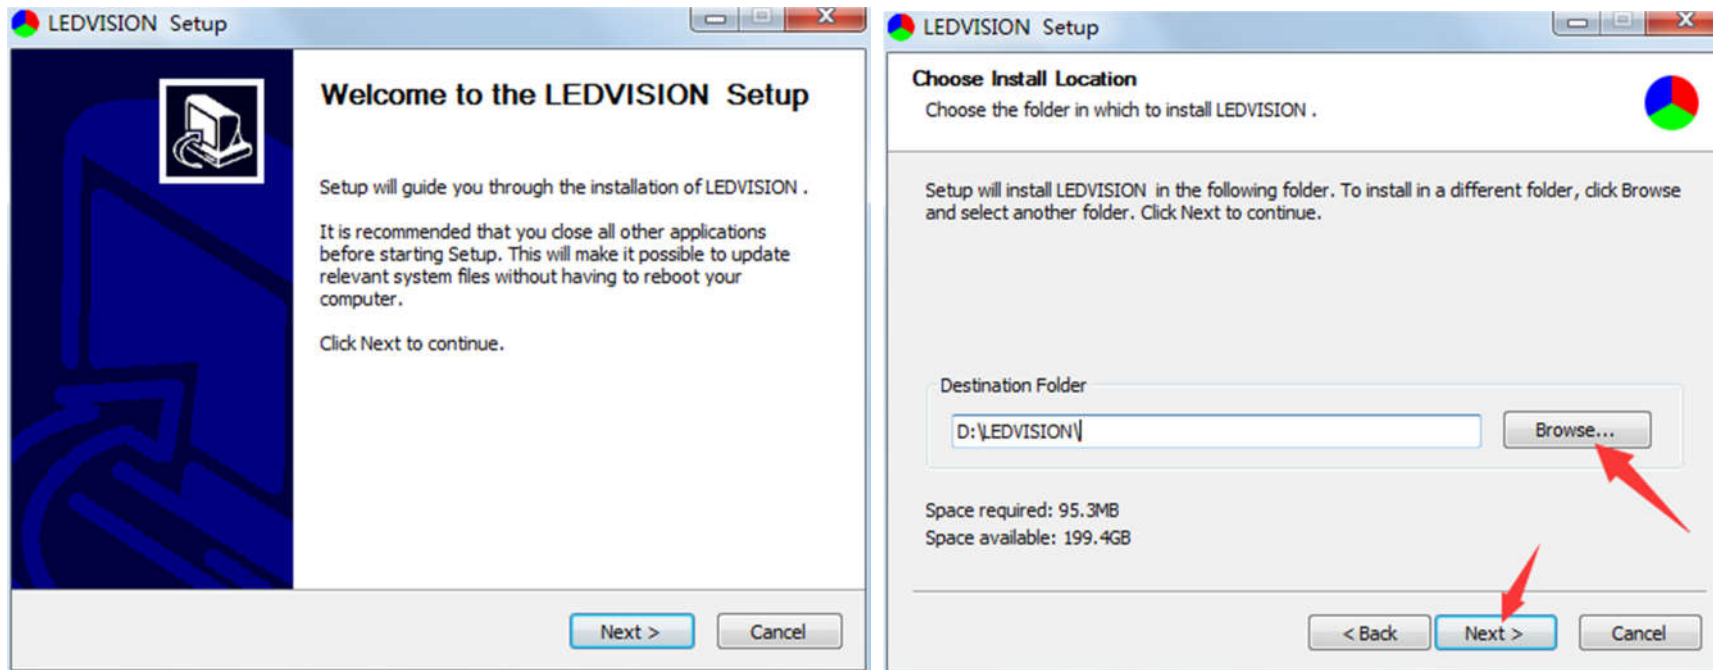 LEDVISION Setup
Welcome to the LEDVISION Setup
Setup will guide you through the installation of LEDVISION .
It is recommended that you close all other applications
before starting Setup. This will make it possible to update
relevant system files without having to reboot your
computer.
Click Next to continue.
Next >
Cancel
LEDVISION Setup
Choose Install Location
Choose the folder in which to install LEDVISION .
Setup will install LEDVISION in the following folder. To install in a different folder, click Browse
and select another folder. Click Next to continue.
Destination Folder
D:\LEDVISION\
Browse...
Space required: 95.3MB
Space available: 199.4GB
< Back
Next >
Cancel